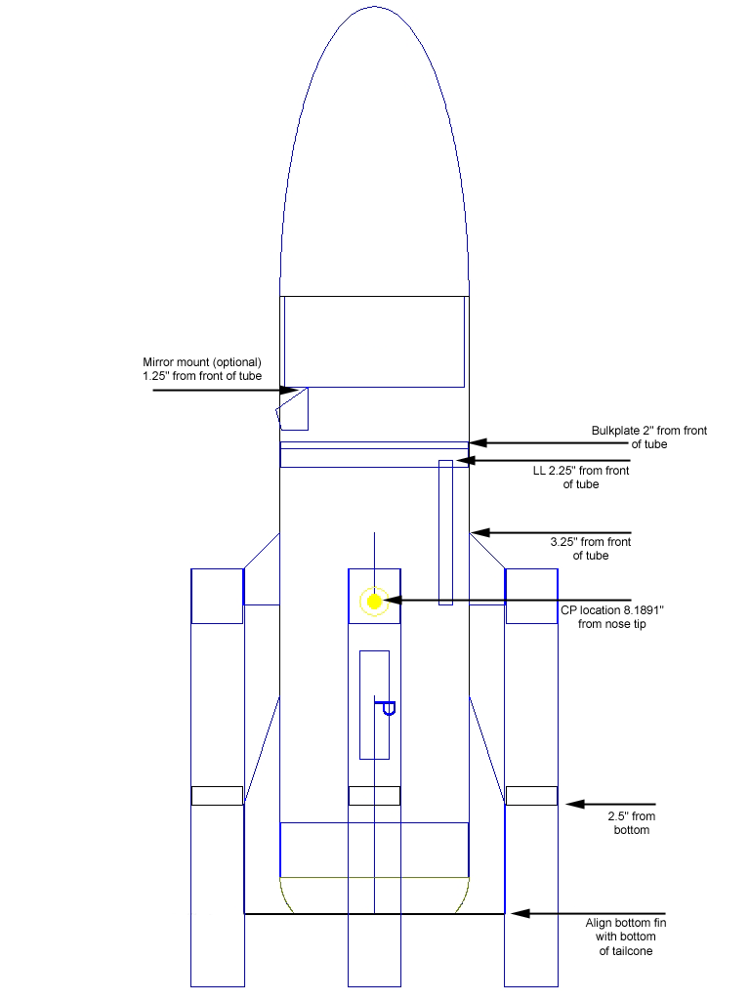 Mirror mount (optional)
1.25" from front of tube
Bulkplate 2" from front
of tube
LL 2.25" from front
of tube
3.25" from front
of tube
CP location 8.1891"
from nose tip
P
2.5" from
bottom
Align bottom fin
with bottom
of tailcone